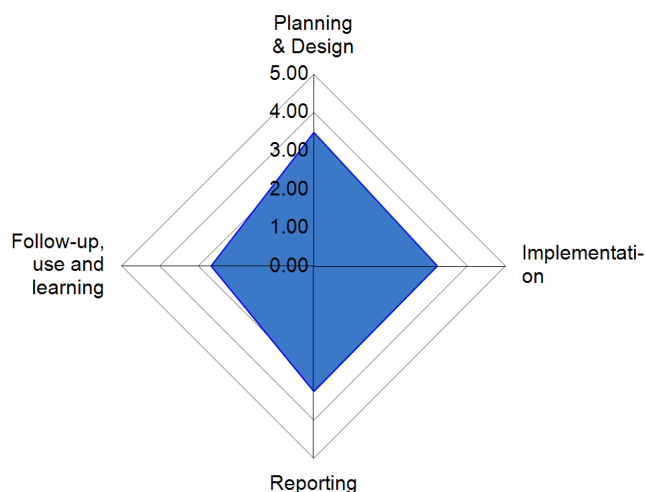 Planning
& Design
5.00
4.00
3.00
2.00
1.00
0.00
Follow-up,
use and
learning
Implementati-
on
Reporting